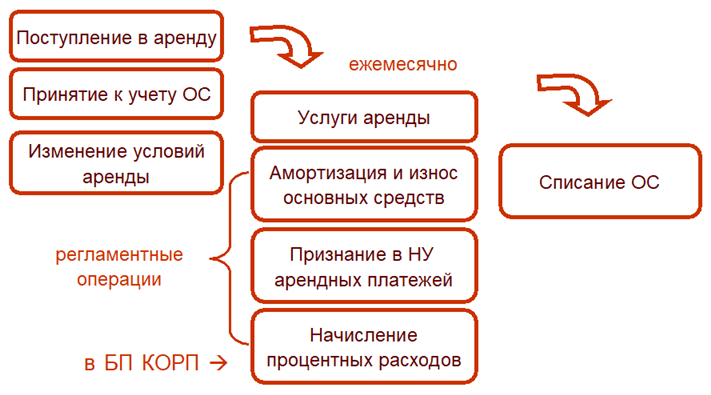 Поступление в аренду
Принятие к учету ОС
Изменение условий
аренды
ежемесячно
Услуги аренды
Амортизация и износ
основных средств
Признание в НУ
арендных платежей
Начисление
процентных расходов
регламентные
операции
в БП КОРП →
Списание ОС